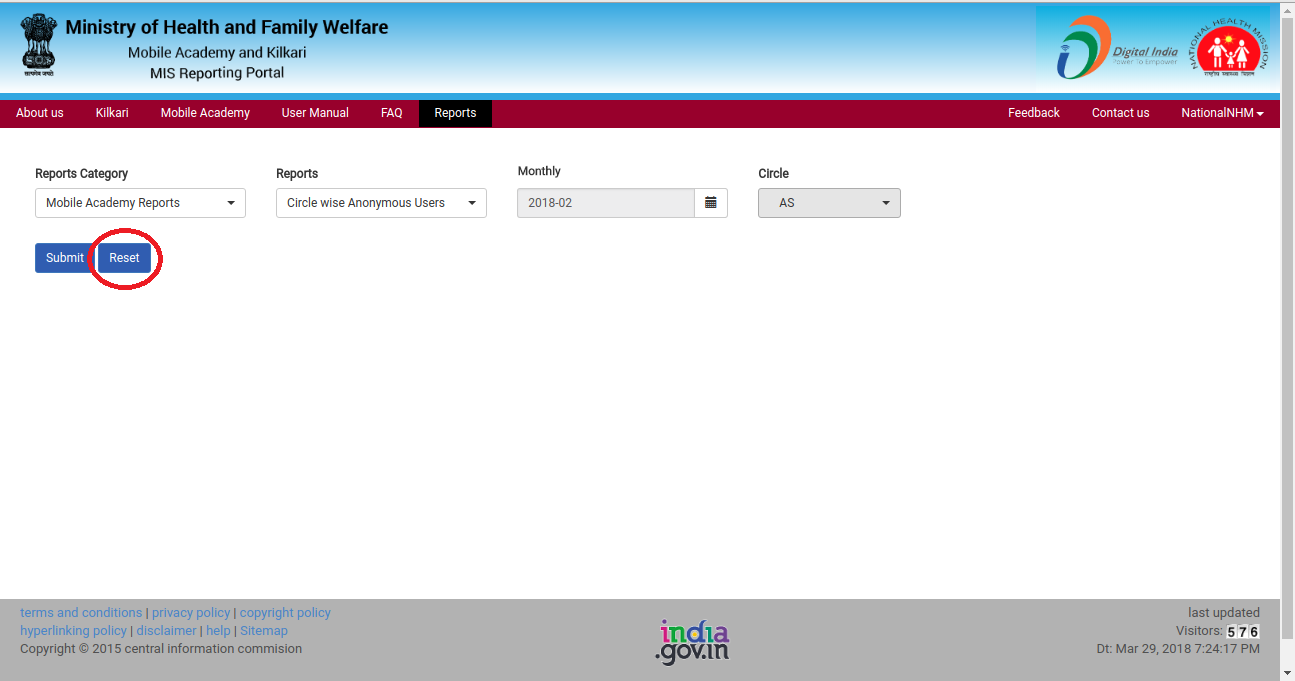 Ministry of Health and Family Welfare
Mobile Academy and Kilkari
MIS Reporting Portal
सत्यमेव जयते
Digital India
Power To Empower
NATIONAL HEALTH MISSION
राष्ट्रीय स्वास्थ्य मिशन
About us Kilkari Mobile Academy User Manual FAQ Reports Feedback Contact us NationalNHM
Reports Category Reports Monthly Circle
Mobile Academy Reports Circle wise Anonymous Users 2018-02 AS
Submit Reset
terms and conditions | privacy policy | copyright policy
hyperlinking policy | disclaimer | help | Sitemap
Copyright © 2015 central information commision
india
.gov.in
last updated
Visitors: 576
Dt: Mar 29, 2018 7:24:17 PM